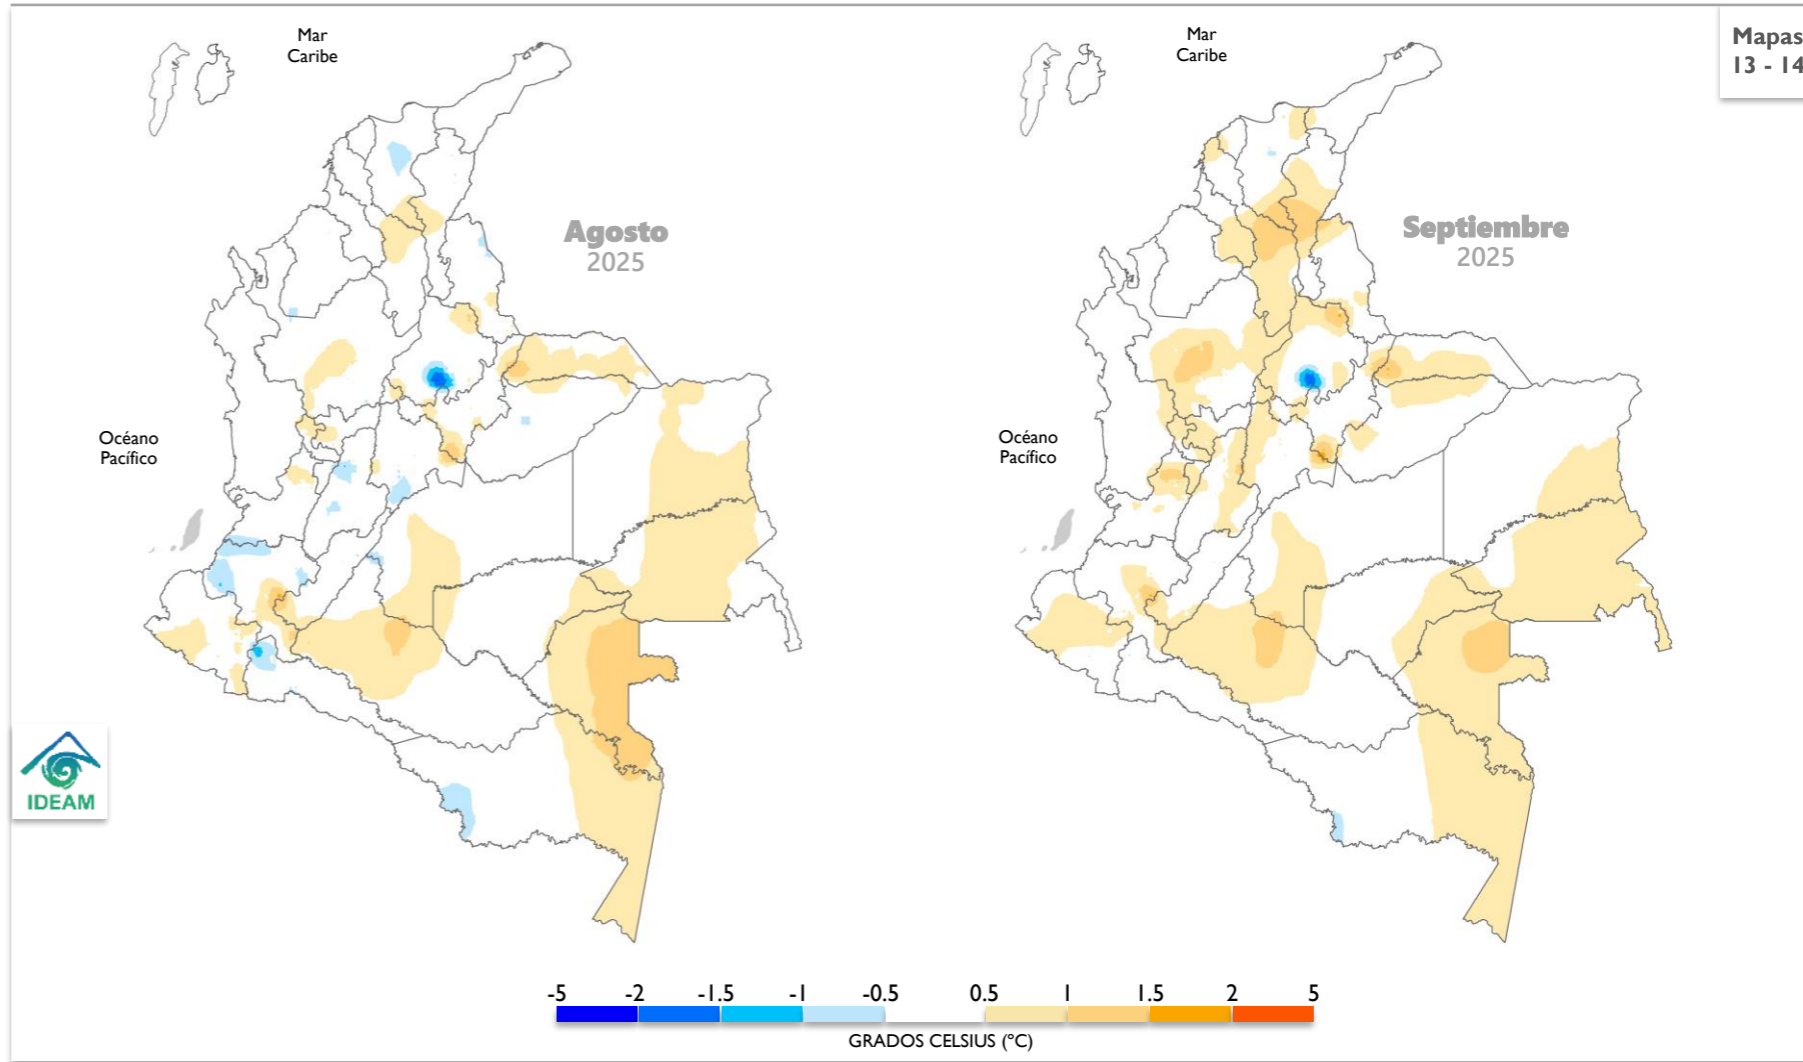 Mapas
13 - 14
Mar
Caribe
Mar
Caribe
Agosto
2025
Septiembre
2025
Océano
Pacífico
Océano
Pacífico
IDEAM
-5 -2 -1.5 -1 -0.5 0.5 1 1.5 2 5
GRADOS CELSIUS (°C)